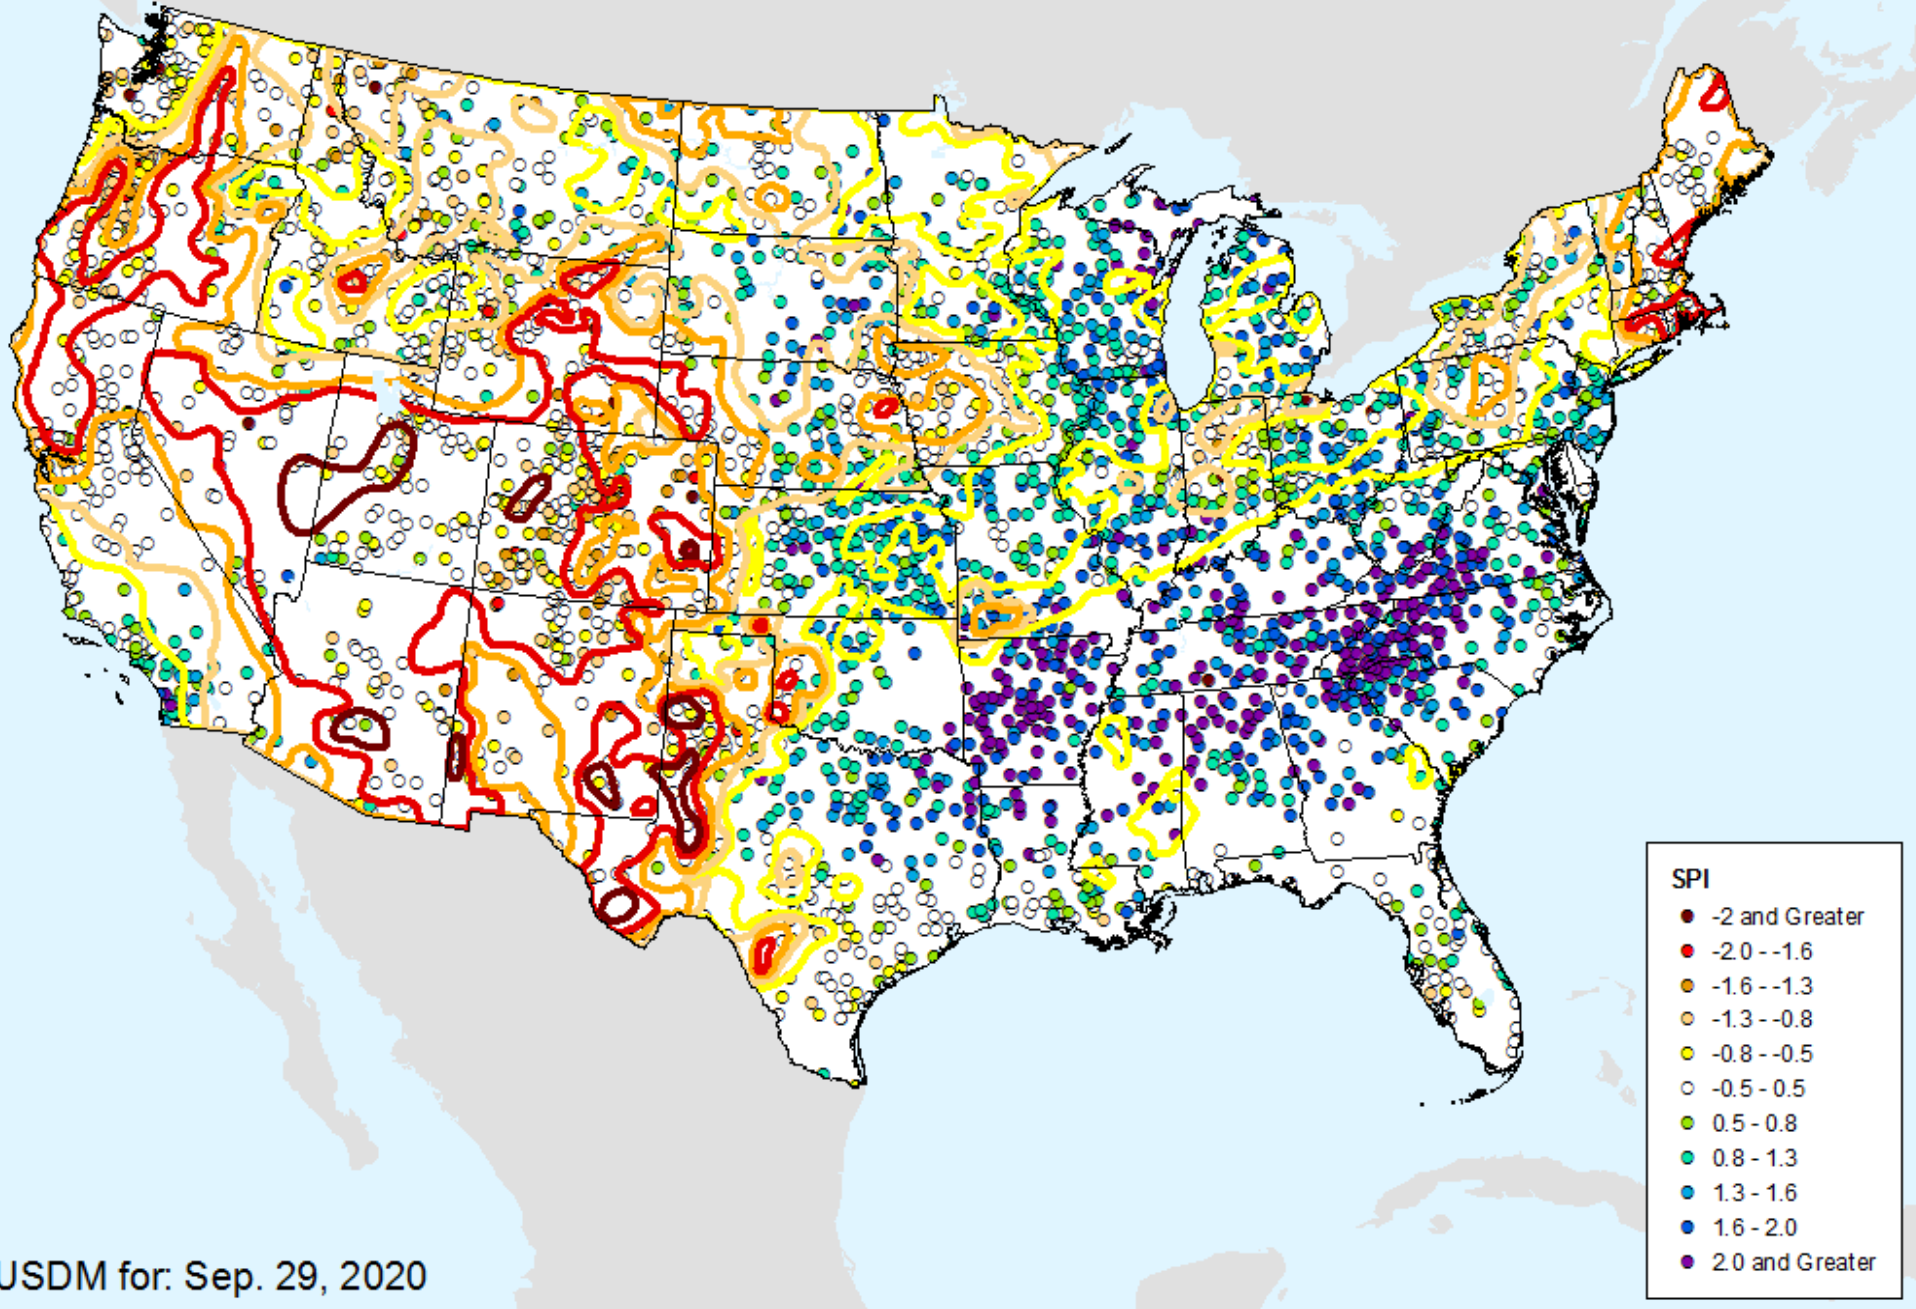 SPI
-2 and Greater
-2.0 - -1.6
-1.6 - -1.3
-1.3 - -0.8
-0.8 - -0.5
-0.5 - 0.5
0.5 - 0.8
0.8 - 1.3
1.3 - 1.6
1.6 - 2.0
2.0 and Greater
USDM for: Sep. 29, 2020